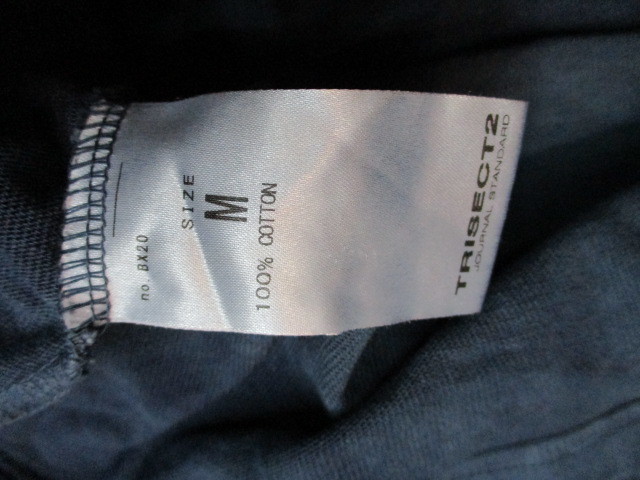 no. BX20
SIZE
M
100% COTTON
TRISECT2
JOURNAL STANDARD